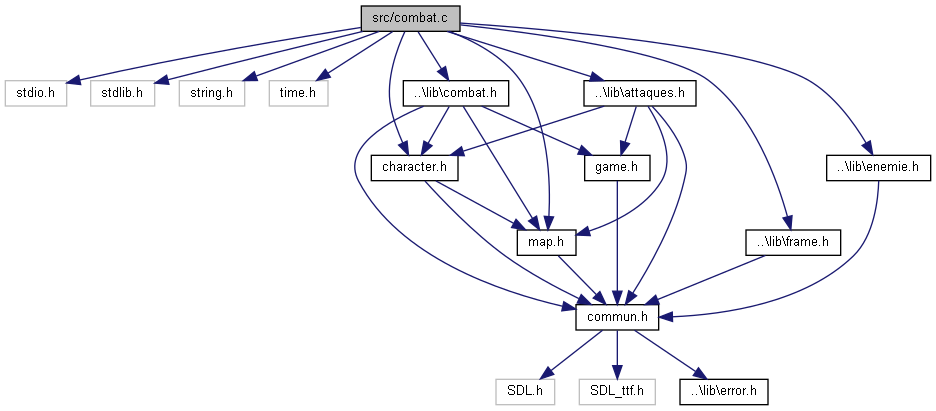 src/combat.c
stdio.h
stdlib.h
string.h
time.h
..\lib\combat.h
..\lib\attaques.h
character.h
game.h
..\lib\enemie.h
map.h
..\lib\frame.h
commun.h
SDL.h
SDL_ttf.h
..\lib\error.h